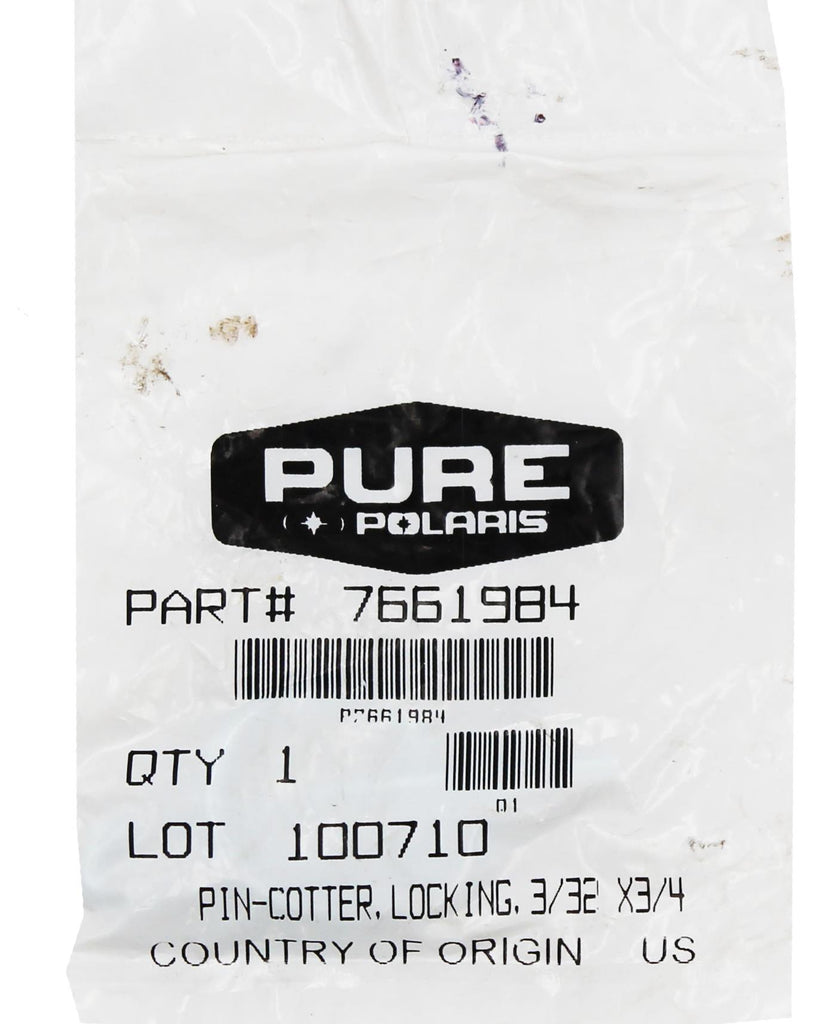 PURE
POLARIS
PART# 7661984
P7661984
QTY 1
01
LOT 100710
PIN-COTTER, LOCKING, 3/32 X3/4
COUNTRY OF ORIGIN US